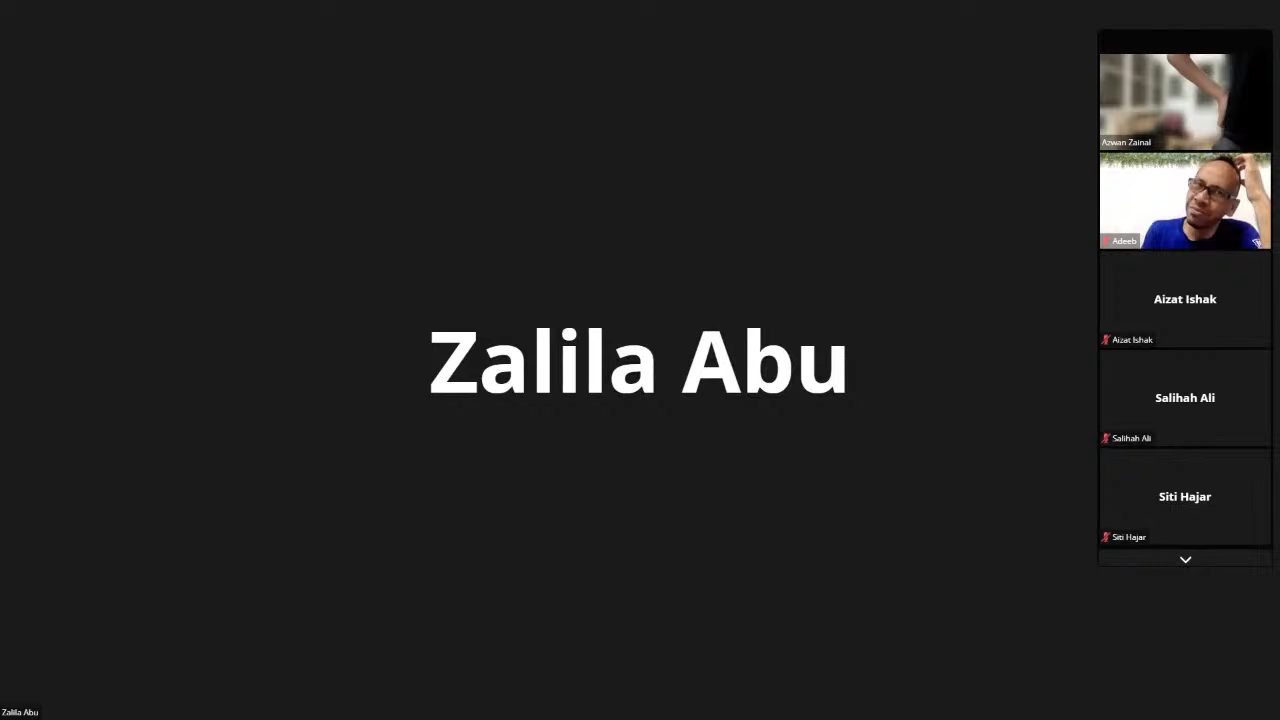 Zalila Abu
Zalila Abu
Azwan Zainal
Adeeb
Aizat Ishak
Aizat Ishak
Salihah Ali
Salihah Ali
Siti Hajar
Siti Hajar